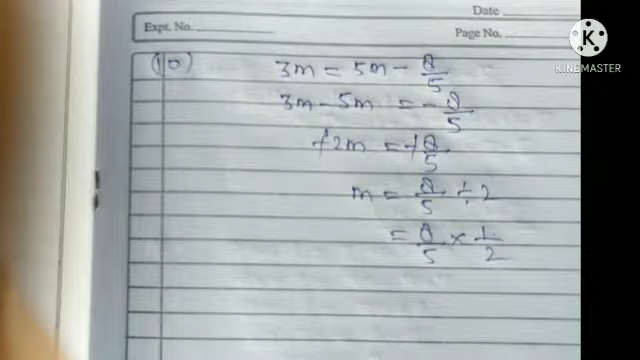 Date
Expt. No.
Page No.
K
KINEMASTER
(10) 3m = 5m - 8/5
3m - 5m = - 8/5
-2m = - 8/5
m = 8/5 ÷ 2
= 8/5 × 1/2